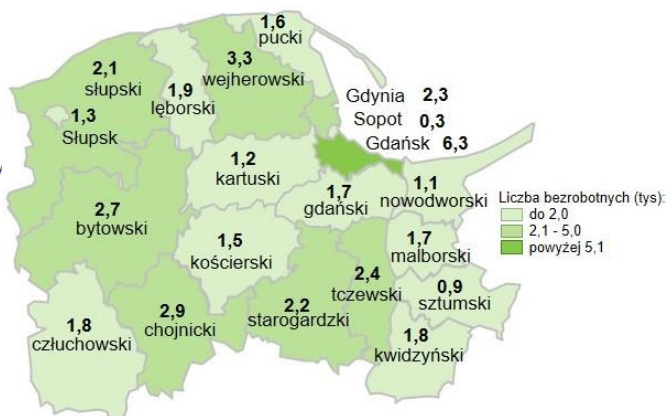 1,6
pucki
3,3
wejherowski
2,1
słupski
1,9
lęborski
1,3
Słupsk
Gdynia 2,3
Sopot 0,3
Gdańsk 6,3
1,2
kartuski
1,7
gdański
1,1
nowodworski
2,7
bytowski
1,5
kościerski
1,7
malborski
2,4
tczewski
0,9
sztumski
2,9
chojnicki
2,2
starogardzki
1,8
człuchowski
1,8
kwidzyński
Liczba bezrobotnych (tys):
do 2,0
2,1 - 5,0
powyżej 5,1